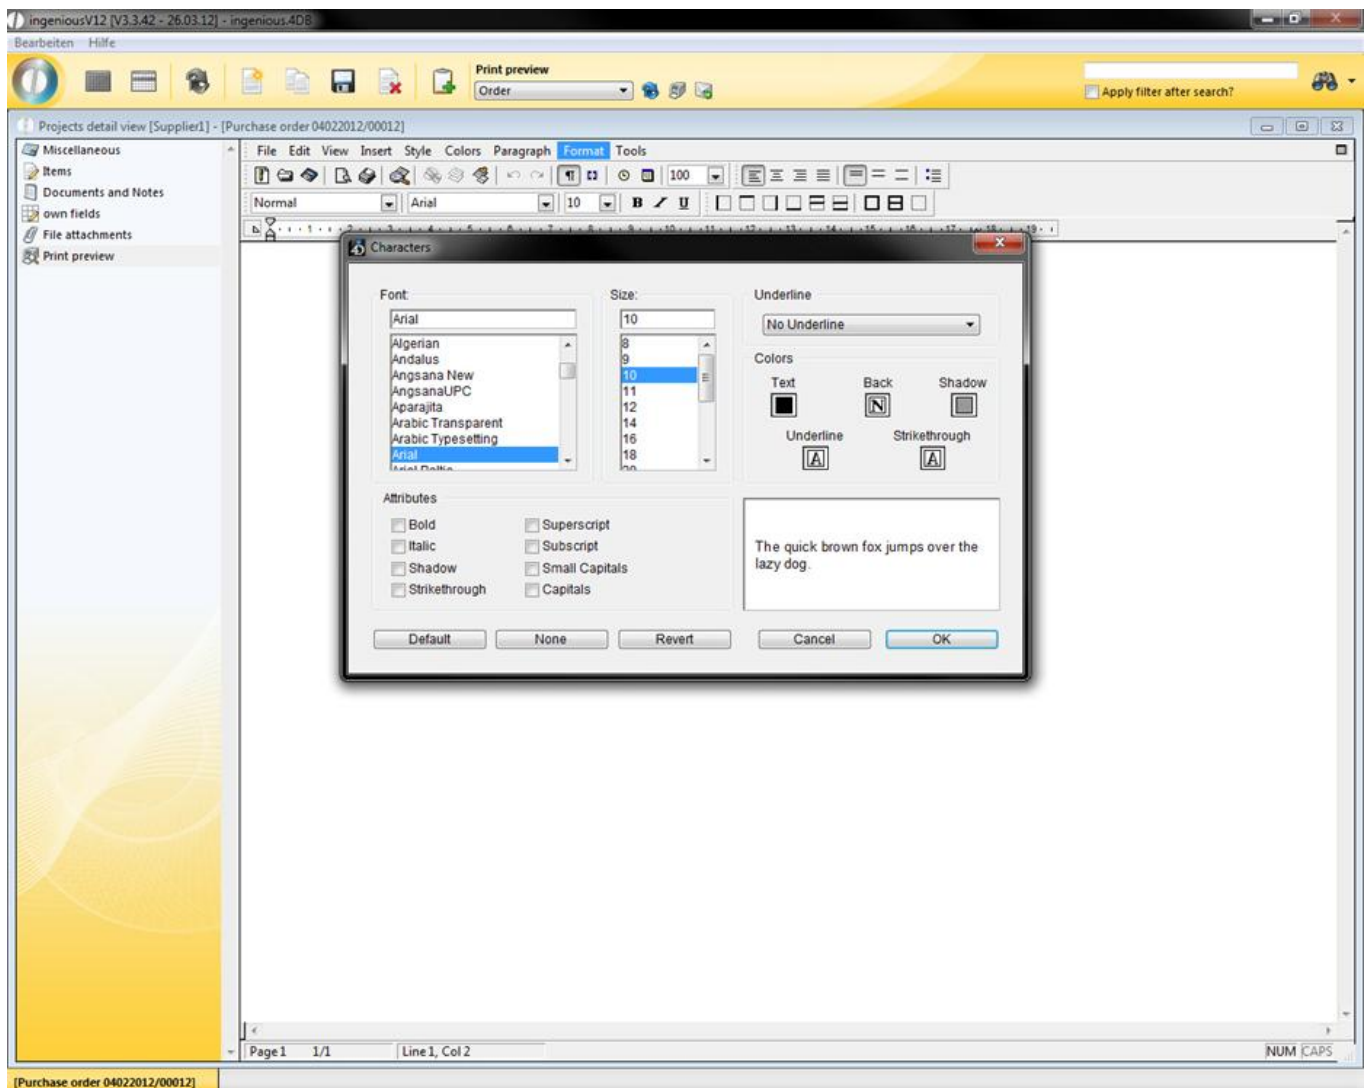 ingeniousV12 [V3.3.42 - 26.03.12] - ingenious.4DB
Bearbeiten Hilfe
Print preview
Order
Apply filter after search?
Projects detail view [Supplier1] - [Purchase order 04022012/00012]
Miscellaneous
Items
Documents and Notes
own fields
File attachments
Print preview
File Edit View Insert Style Colors Paragraph Format Tools
100
Normal Arial 10 B I U
Characters
Font:
Arial
Algerian
Andalus
Angsana New
AngsanaUPC
Aparajita
Arabic Transparent
Arabic Typesetting
Arial
Arial Baltic
Size:
10
8
9
10
11
12
14
16
18
20
Underline
No Underline
Colors
Text Back Shadow
N
Underline Strikethrough
A A
Attributes
Bold Superscript
Italic Subscript
Shadow Small Capitals
Strikethrough Capitals
The quick brown fox jumps over the
lazy dog.
Default None Revert Cancel OK
Page1 1/1 Line1, Col2 NUM CAPS
[Purchase order 04022012/00012]